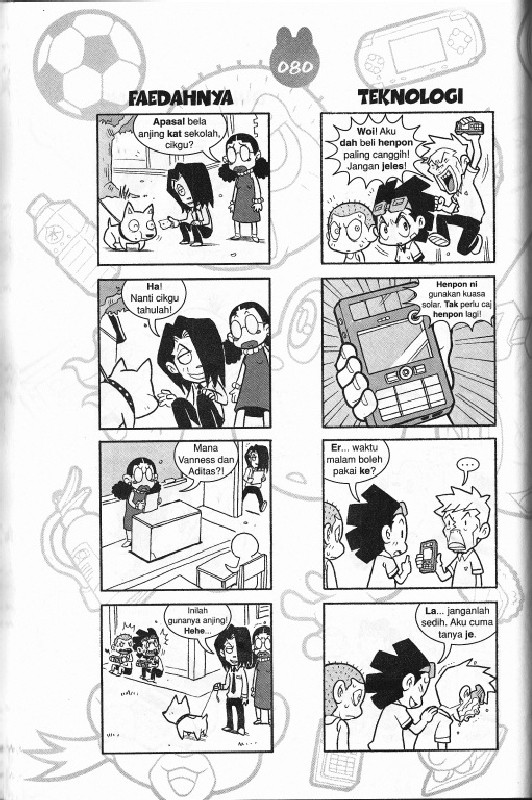 080
FAEDAHNYA
Apasal bela
anjing kat sekolah,
cikgu?
Ha!
Nanti cikgu
tahulah!
Mana
Vanness dan
Aditas?!
Inilah
gunanya anjing!
Hehe...
TEKNOLOGI
Woi! Aku
dah beli henpon
paling canggih!
Jangan jeles!
Henpon ni
gunakan kuasa
solar. Tak perlu caj
henpon lagi!
Er..., waktu
malam boleh
pakai ke?
...
La... janganlah
sedih. Aku cuma
tanya je.